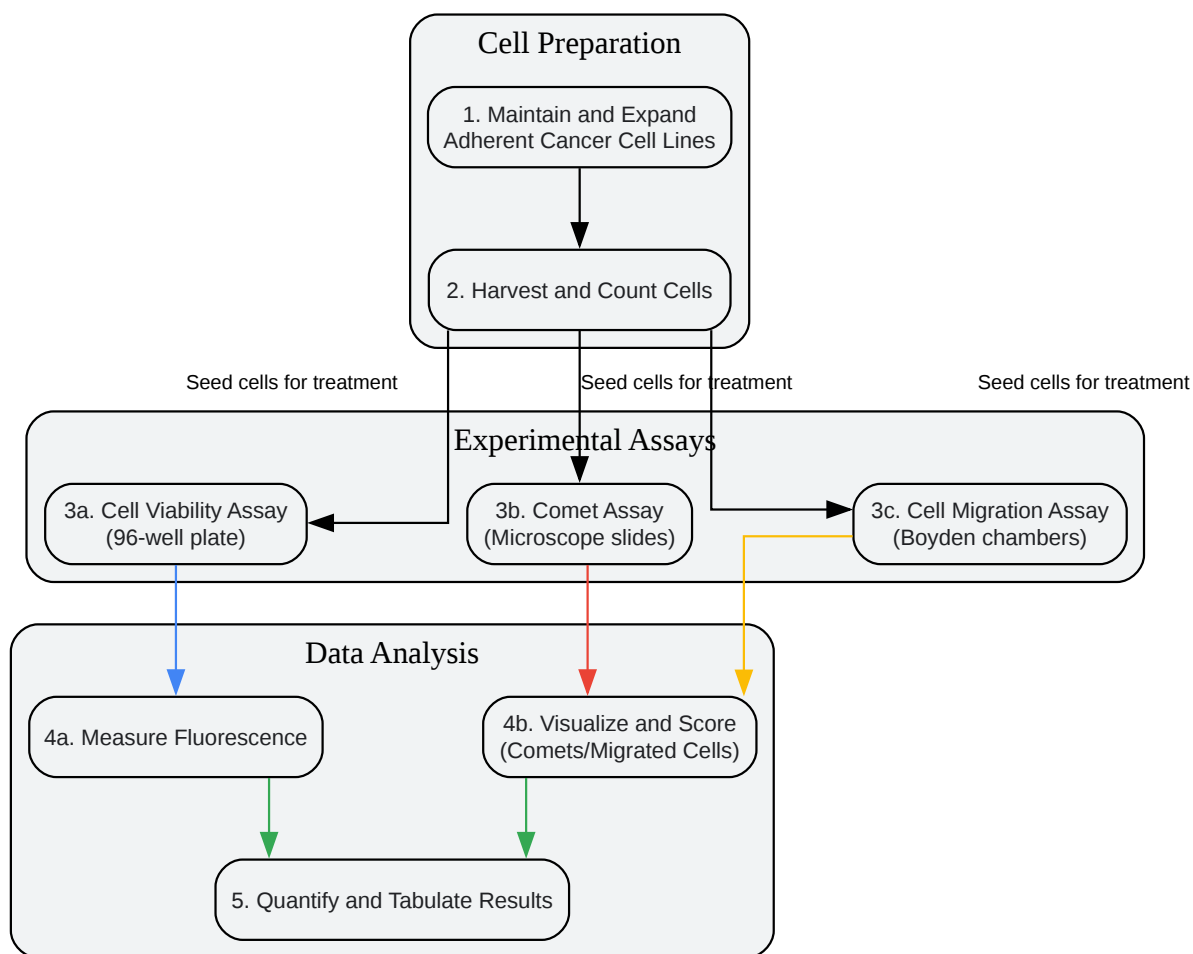 Cell Preparation
1. Maintain and Expand
Adherent Cancer Cell Lines
2. Harvest and Count Cells
Seed cells for treatment
Seed cells for treatment
Seed cells for treatment
Experimental Assays
3a. Cell Viability Assay
(96-well plate)
3b. Comet Assay
(Microscope slides)
3c. Cell Migration Assay
(Boyden chambers)
Data Analysis
4a. Measure Fluorescence
4b. Visualize and Score
(Comets/Migrated Cells)
5. Quantify and Tabulate Results